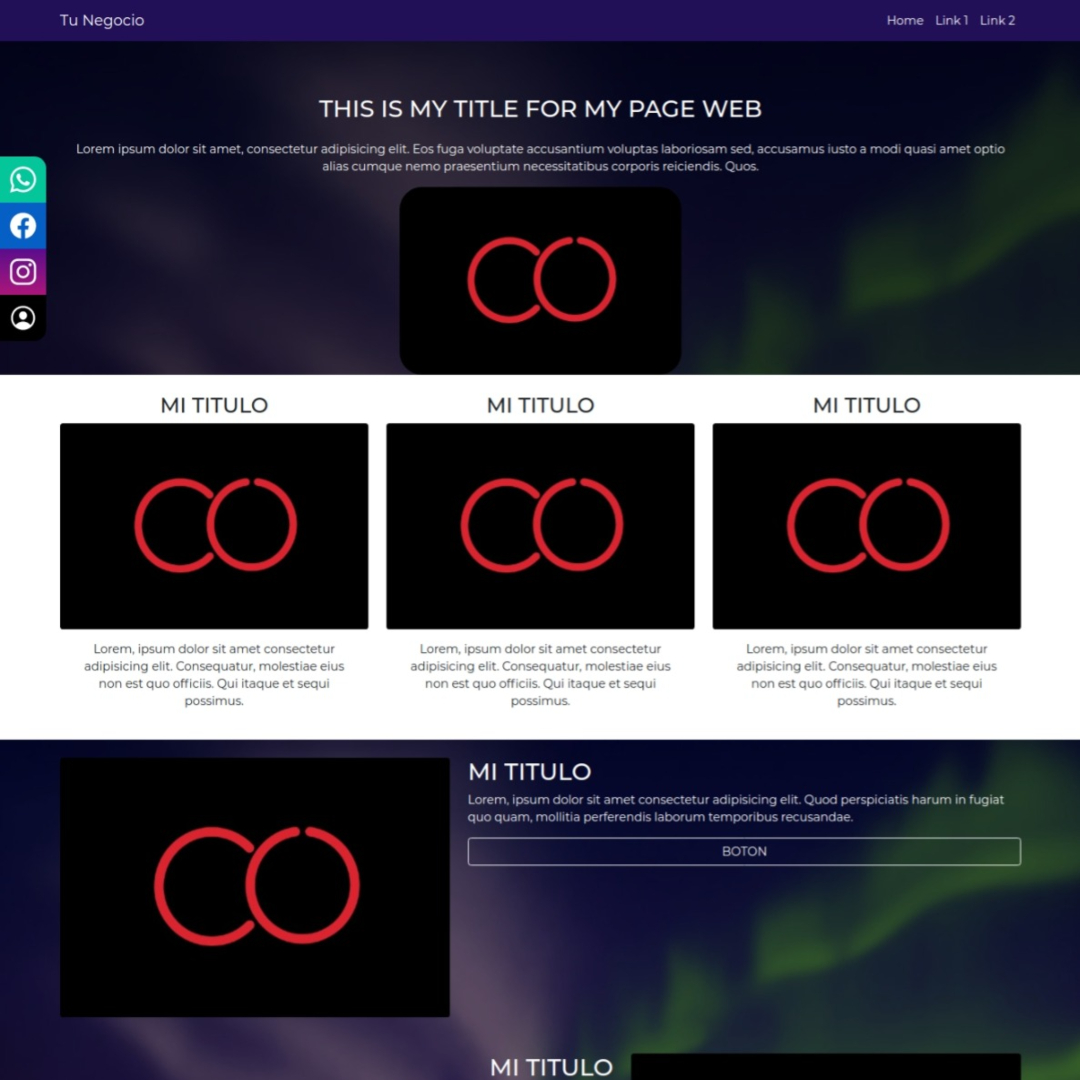 Tu Negocio
Home Link 1 Link 2
THIS IS MY TITLE FOR MY PAGE WEB
Lorem ipsum dolor sit amet, consectetur adipisicing elit. Eos fuga voluptate accusantium voluptas laboriosam sed, accusamus iusto a modi quasi amet optio
alias cumque nemo praesentium necessitatibus corporis reiciendis. Quos.
MI TITULO
MI TITULO
MI TITULO
Lorem, ipsum dolor sit amet consectetur
adipisicing elit. Consequatur, molestiae eius
non est quo officiis. Qui itaque et sequi
possimus.
Lorem, ipsum dolor sit amet consectetur
adipisicing elit. Consequatur, molestiae eius
non est quo officiis. Qui itaque et sequi
possimus.
Lorem, ipsum dolor sit amet consectetur
adipisicing elit. Consequatur, molestiae eius
non est quo officiis. Qui itaque et sequi
possimus.
MI TITULO
Lorem, ipsum dolor sit amet consectetur adipisicing elit. Quod perspiciatis harum in fugiat
quo quam, mollitia perferendis laborum temporibus recusandae.
BOTON
MI TITULO